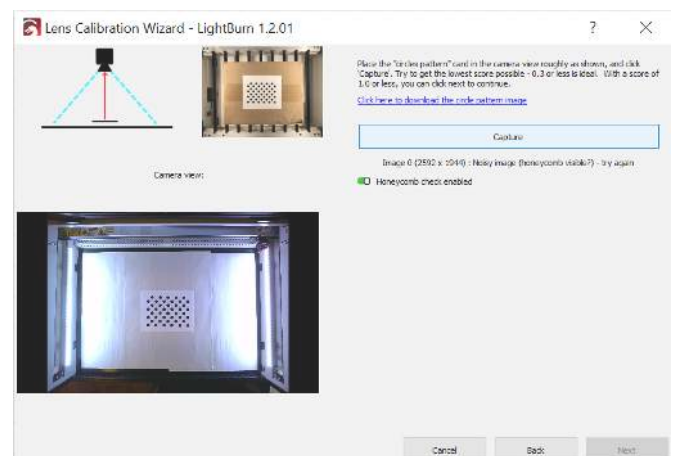 Lens Calibration Wizard - LightBurn 1.2.01
Place the "circles pattern" card in the camera view roughly as shown, and click
'Capture'. Try to get the lowest score possible - 0.3 or less is ideal. With a score of
1.0 or less, you can click next to continue.
Click here to download the circle pattern image
Capture
Image 0 (2592 x 1944) : Noisy image (honeycomb visible?) - try again
Camera view:
Honeycomb check enabled
Cancel
Back
Next